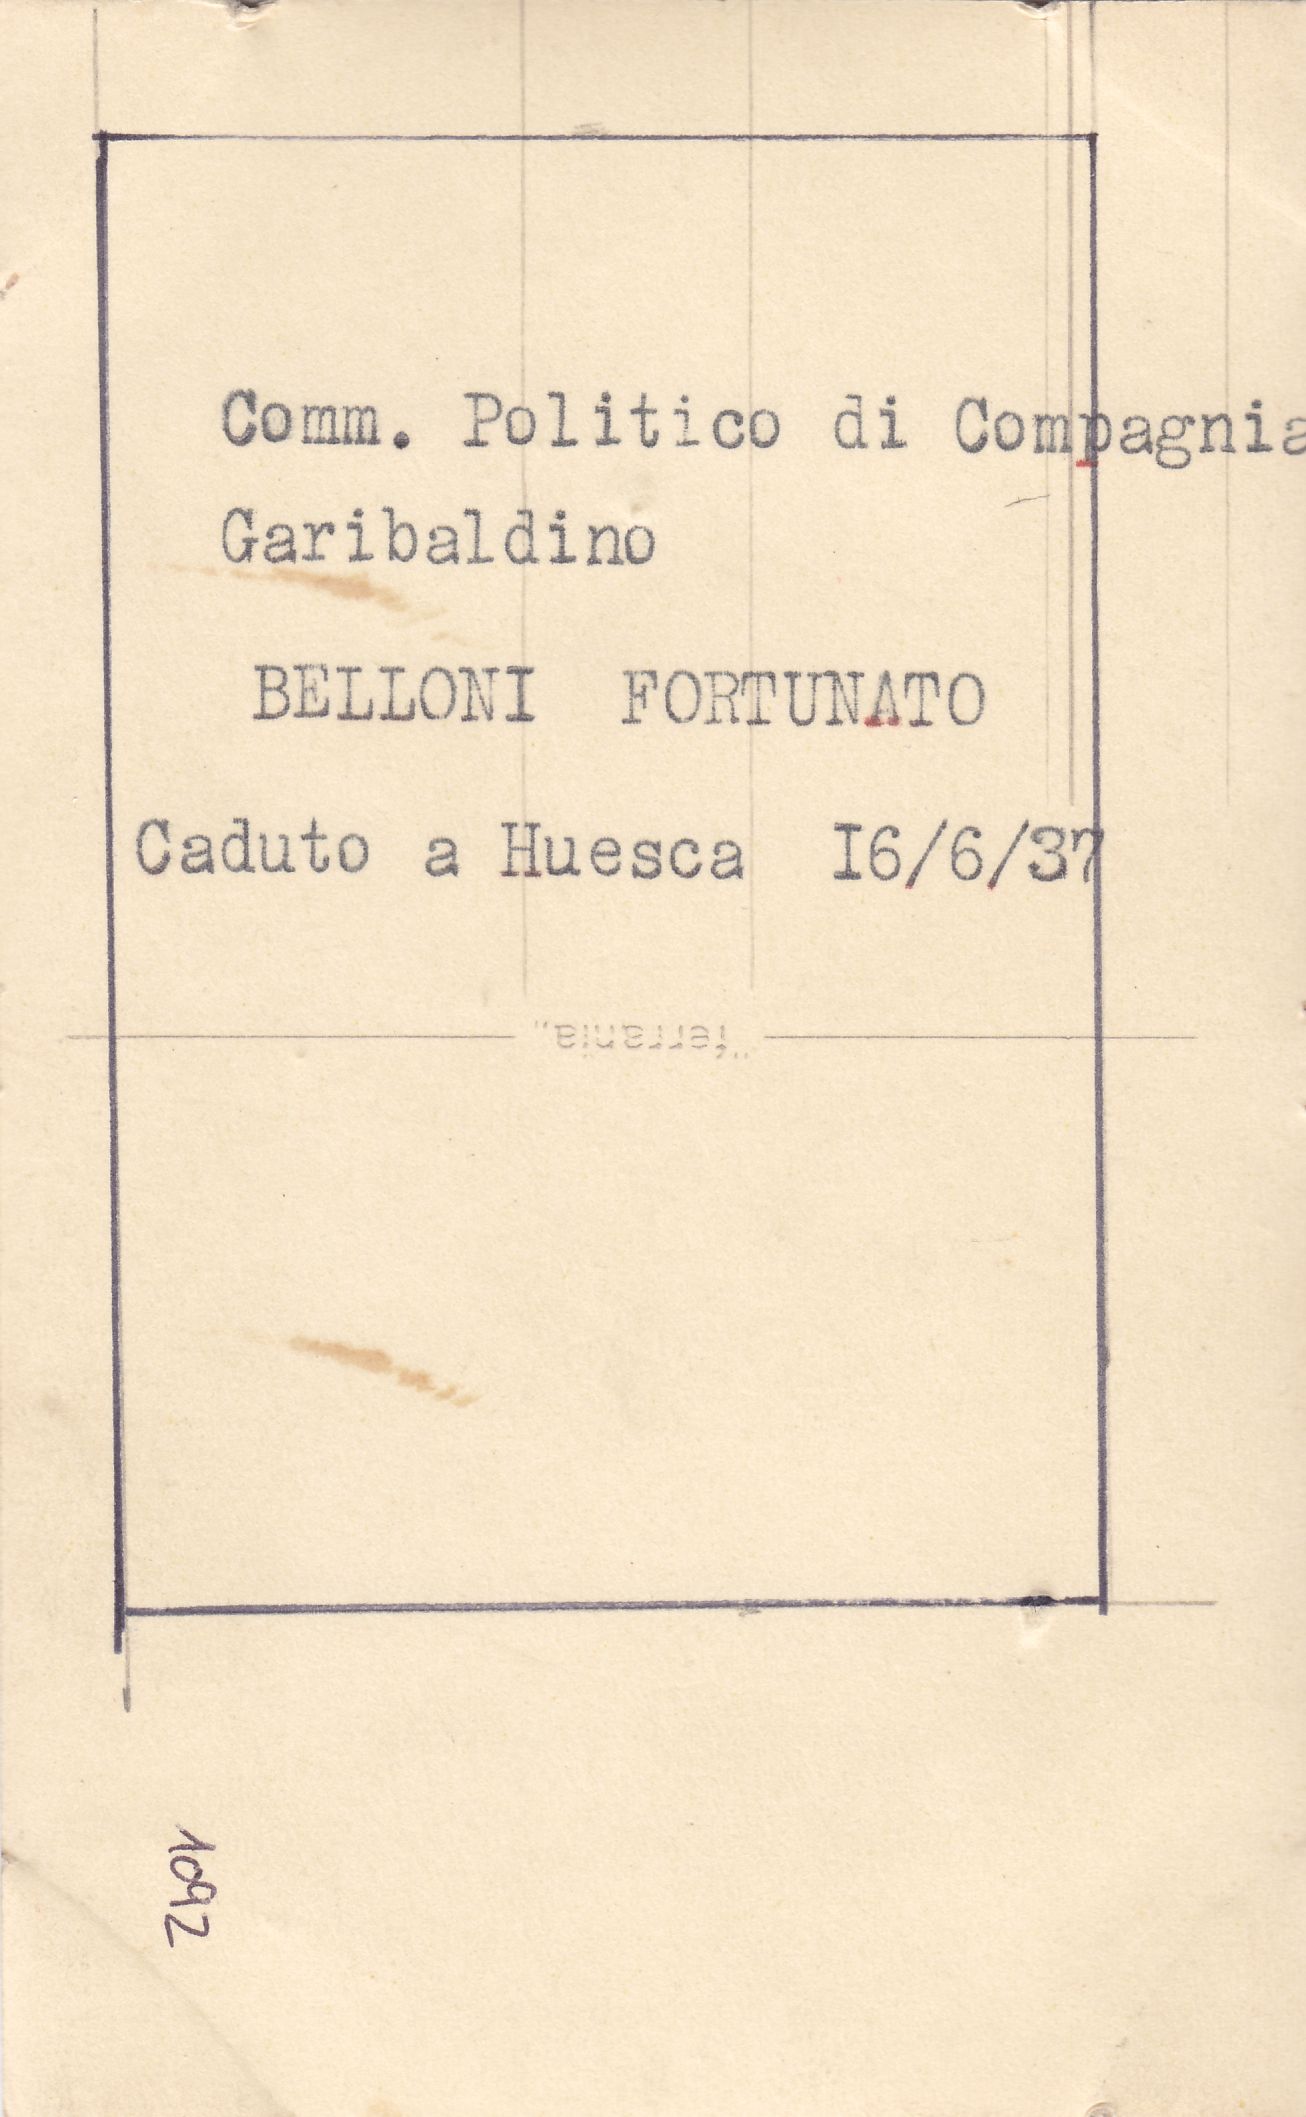 Comm. Politico di Compagnia
Garibaldino
BELLONI FORTUNATO
Caduto a Huesca I6/6/37
"ferrania"
1092